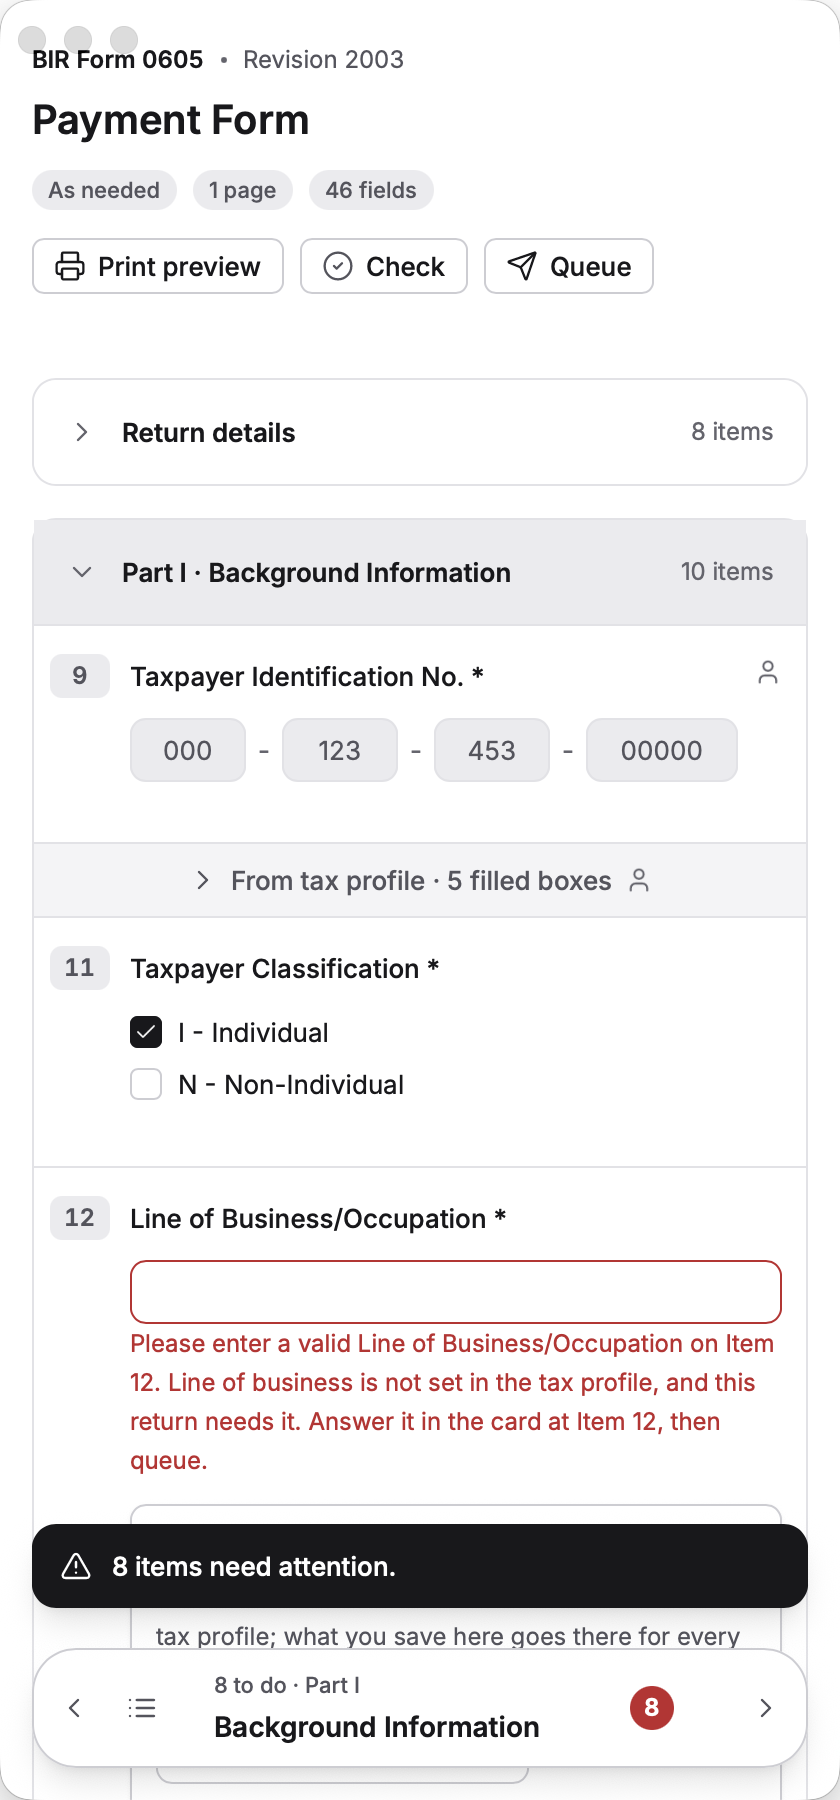 BIR Form 0605 • Revision 2003
Payment Form
As needed
1 page
46 fields
Print preview
Check
Queue
Return details
8 items
Part I · Background Information
10 items
9
Taxpayer Identification No. *
000 - 123 - 453 - 00000
From tax profile · 5 filled boxes
11
Taxpayer Classification *
I - Individual
N - Non-Individual
12
Line of Business/Occupation *
Please enter a valid Line of Business/Occupation on Item
12. Line of business is not set in the tax profile, and this
return needs it. Answer it in the card at Item 12, then
queue.
8 items need attention.
tax profile; what you save here goes there for every
8 to do · Part I
Background Information
8